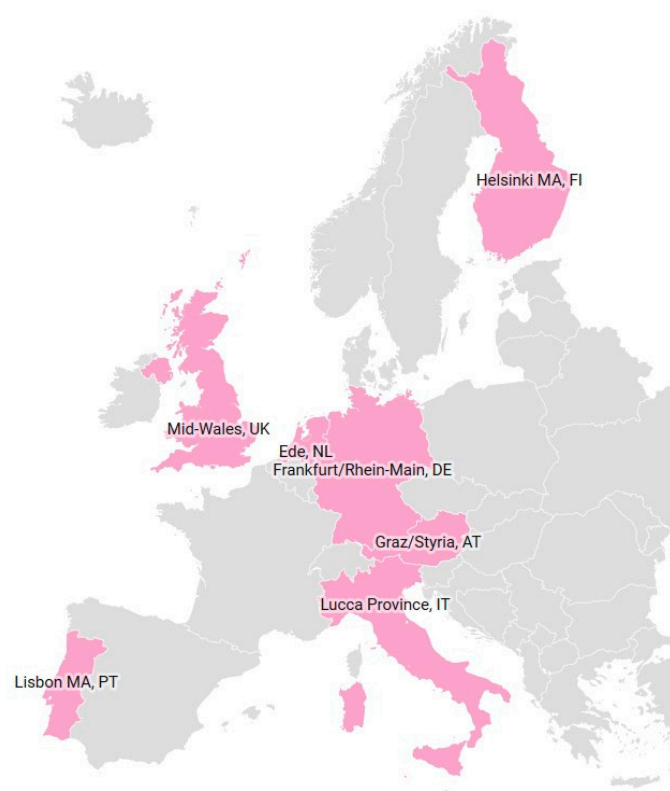 Helsinki MA, FI
Mid-Wales, UK
Ede, NL
Frankfurt/Rhein-Main, DE
Graz/Styria, AT
Lucca Province, IT
Lisbon MA, PT